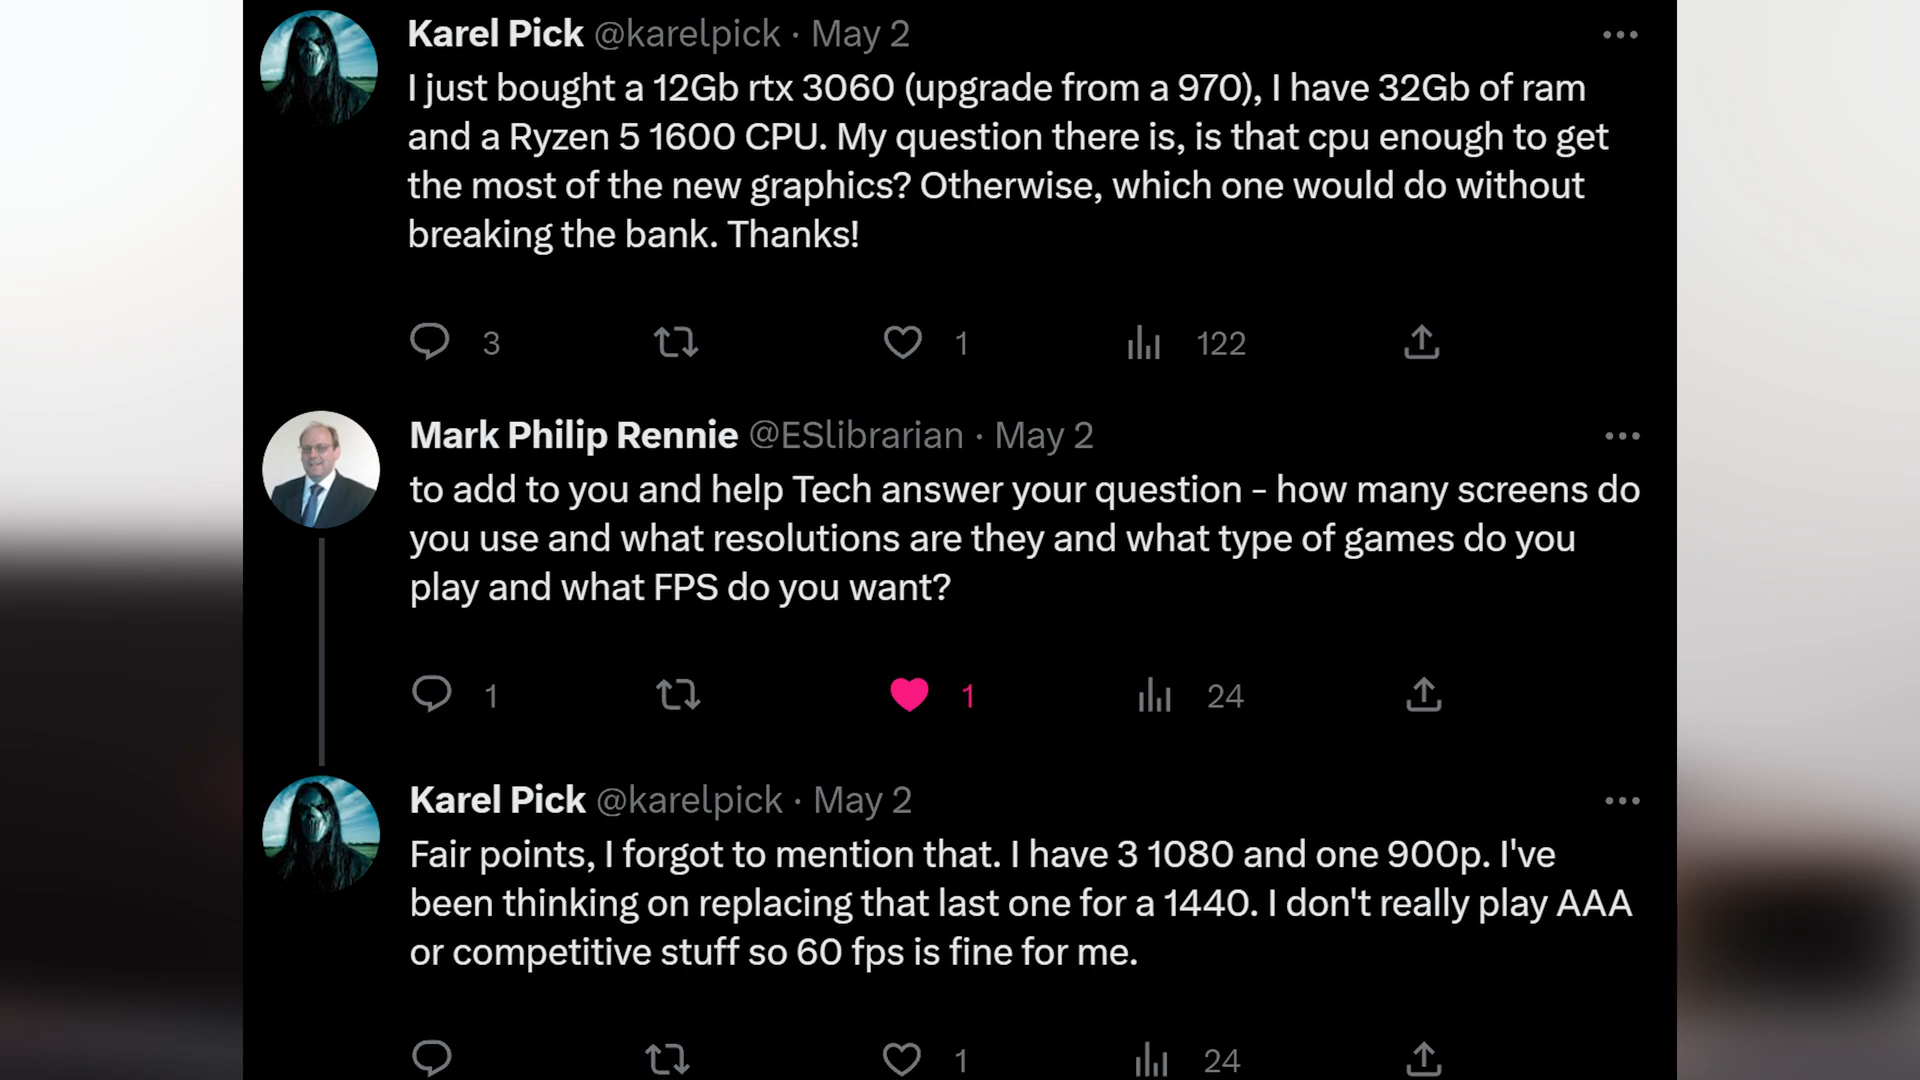 Karel Pick @karelpick · May 2
I just bought a 12Gb rtx 3060 (upgrade from a 970), I have 32Gb of ram
and a Ryzen 5 1600 CPU. My question there is, is that cpu enough to get
the most of the new graphics? Otherwise, which one would do without
breaking the bank. Thanks!
3 1 122
Mark Philip Rennie @ESlibrarian · May 2
to add to you and help Tech answer your question - how many screens do
you use and what resolutions are they and what type of games do you
play and what FPS do you want?
1 1 24
Karel Pick @karelpick · May 2
Fair points, I forgot to mention that. I have 3 1080 and one 900p. I've
been thinking on replacing that last one for a 1440. I don't really play AAA
or competitive stuff so 60 fps is fine for me.
1 24